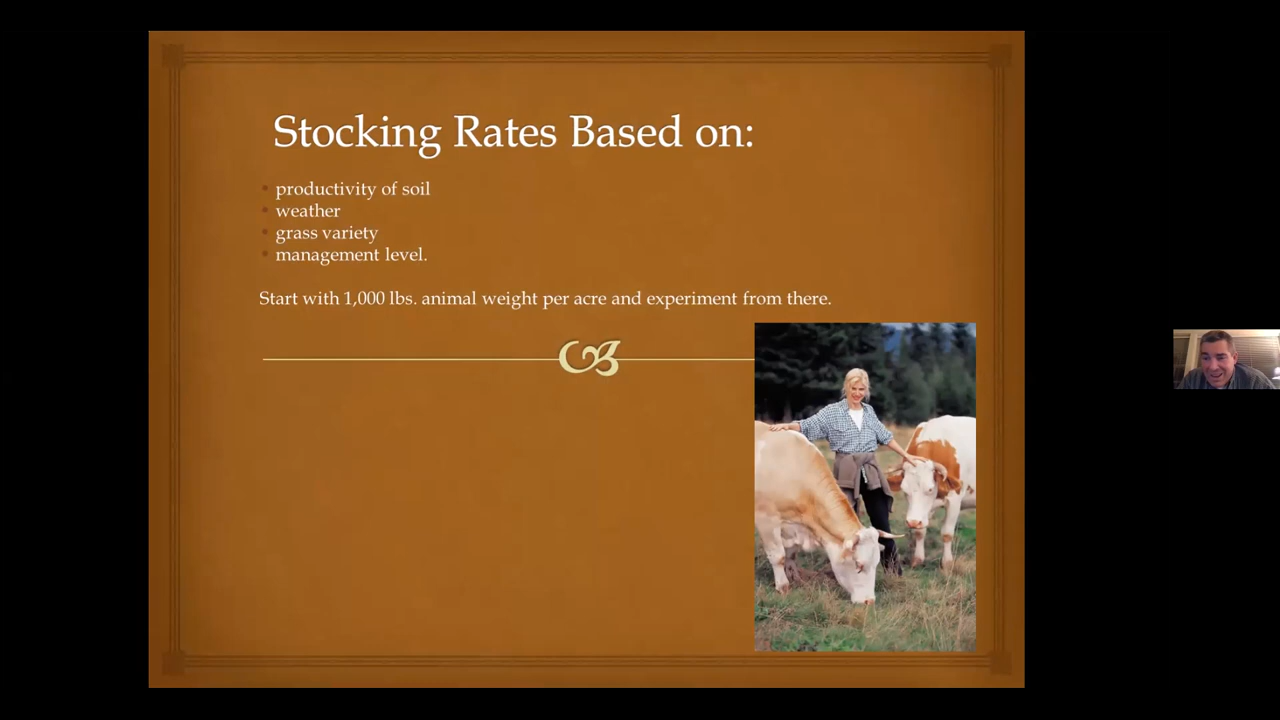 Stocking Rates Based on:
• productivity of soil
• weather
• grass variety
• management level.
Start with 1,000 lbs. animal weight per acre and experiment from there.